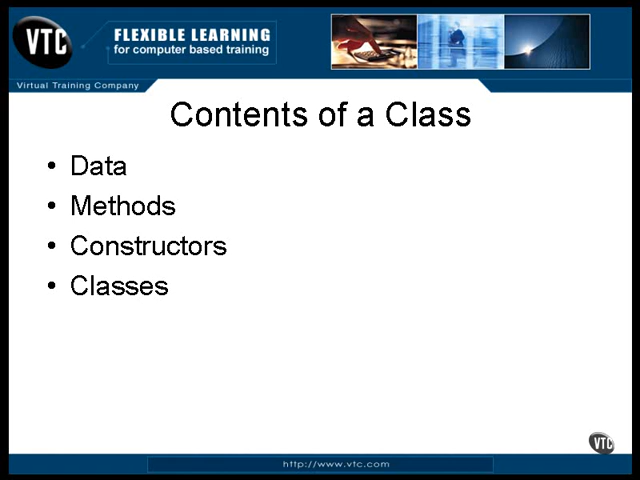 VTC
FLEXIBLE LEARNING
for computer based training
Virtual Training Company
Contents of a Class
• Data
• Methods
• Constructors
• Classes
VTC
http://www.vtc.com